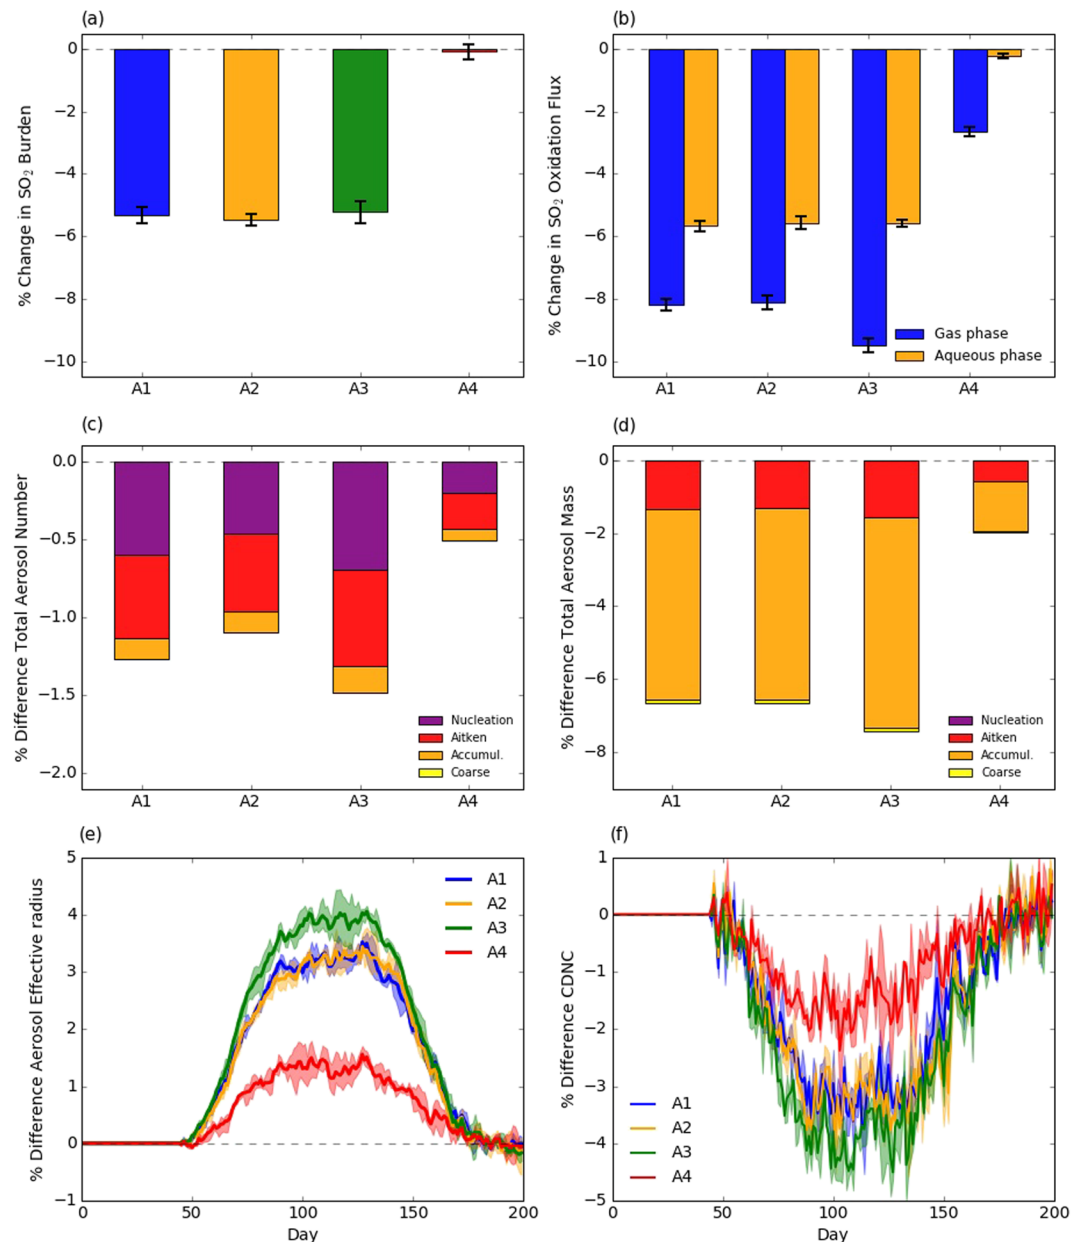 (a)
% Change in SO₂ Burden
0
−2
−4
−6
−8
−10
A1 A2 A3 A4
(b)
% Change in SO₂ Oxidation Flux
0
−2
−4
−6
−8
−10
Gas phase
Aqueous phase
A1 A2 A3 A4
(c)
% Difference Total Aerosol Number
0.0
−0.5
−1.0
−1.5
−2.0
Nucleation
Aitken
Accumul.
Coarse
A1 A2 A3 A4
(d)
% Difference Total Aerosol Mass
0
−2
−4
−6
−8
Nucleation
Aitken
Accumul.
Coarse
A1 A2 A3 A4
(e)
% Difference Aerosol Effective radius
5
4
3
2
1
0
−1
A1
A2
A3
A4
0 50 100 150 200
Day
(f)
% Difference CDNC
1
0
−1
−2
−3
−4
−5
A1
A2
A3
A4
0 50 100 150 200
Day